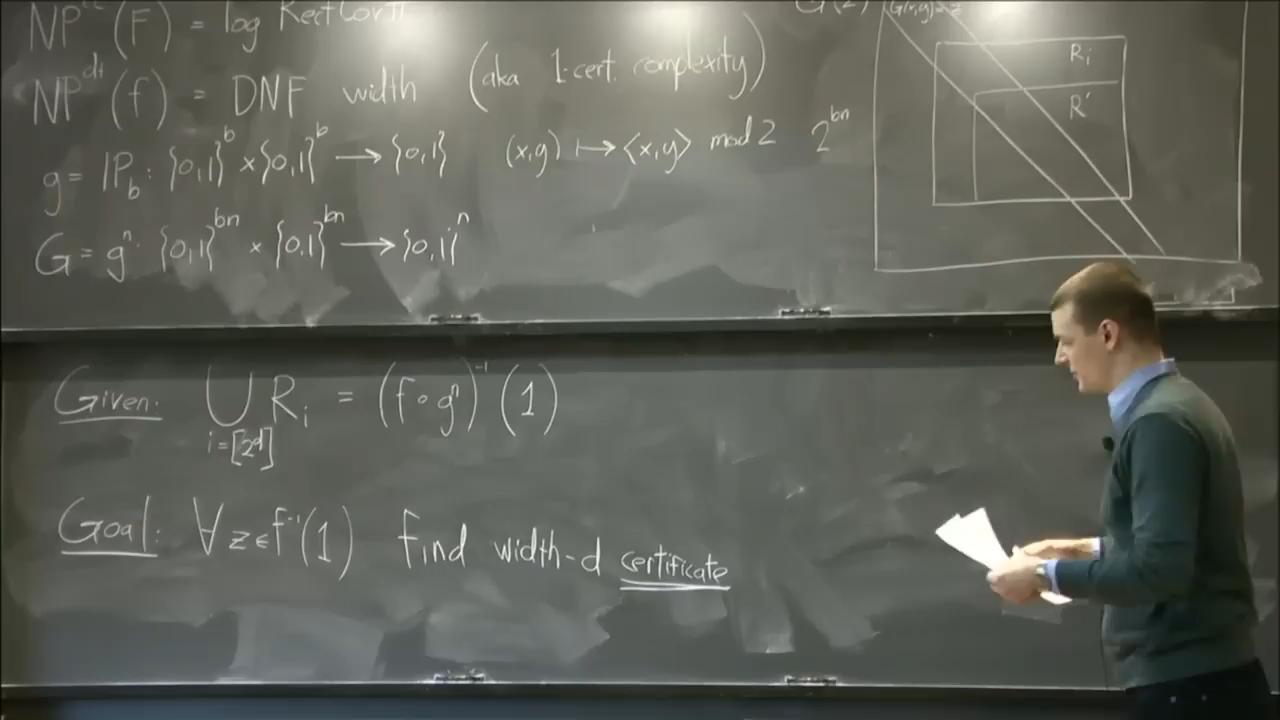 NP^cc (F) = log RectCov
NP^dt (f) = DNF width (aka 1-cert. complexity)
g = IP_b : {0,1}^b × {0,1}^b → {0,1} (x,y) ↦ <x,y> mod 2 2^bn
G = g^n: {0,1}^bn × {0,1}^bn → {0,1}^n
G(x,y)=z
R_i
R'
Given: ⋃ R_i = (f∘g^n)^-1 (1)
i=[2^d]
Goal: ∀ z∈f^-1(1) find width-d certificate